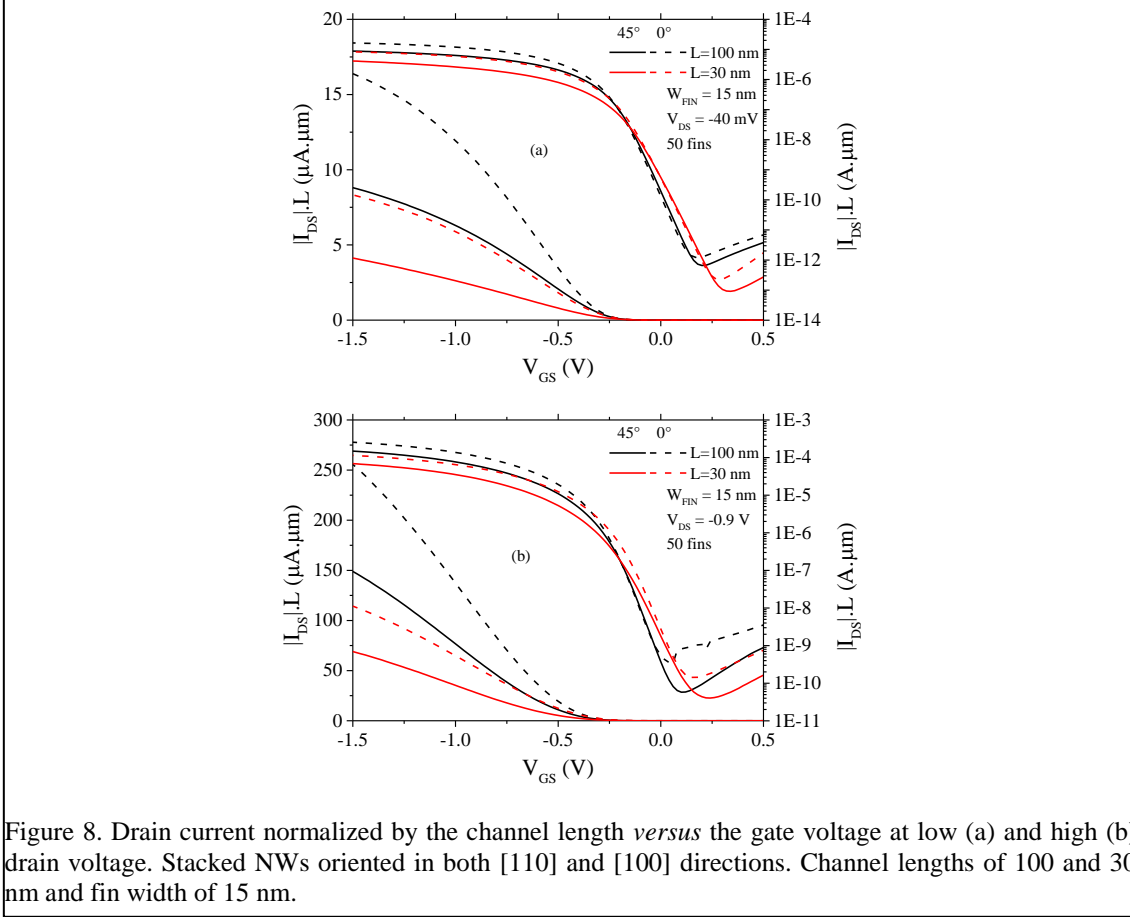 20
15
10
5
0
|I_DS|.L (μA.μm)
45° 0°
L=100 nm
L=30 nm
W_FIN = 15 nm
V_DS = -40 mV
50 fins
(a)
1E-4
1E-6
1E-8
1E-10
1E-12
1E-14
|I_DS|.L (A.μm)
-1.5 -1.0 -0.5 0.0 0.5
V_GS (V)
300
250
200
150
100
50
0
|I_DS|.L (μA.μm)
45° 0°
L=100 nm
L=30 nm
W_FIN = 15 nm
V_DS = -0.9 V
50 fins
(b)
1E-3
1E-4
1E-5
1E-6
1E-7
1E-8
1E-9
1E-10
1E-11
|I_DS|.L (A.μm)
-1.5 -1.0 -0.5 0.0 0.5
V_GS (V)
Figure 8. Drain current normalized by the channel length versus the gate voltage at low (a) and high (b)
drain voltage. Stacked NWs oriented in both [110] and [100] directions. Channel lengths of 100 and 30
nm and fin width of 15 nm.